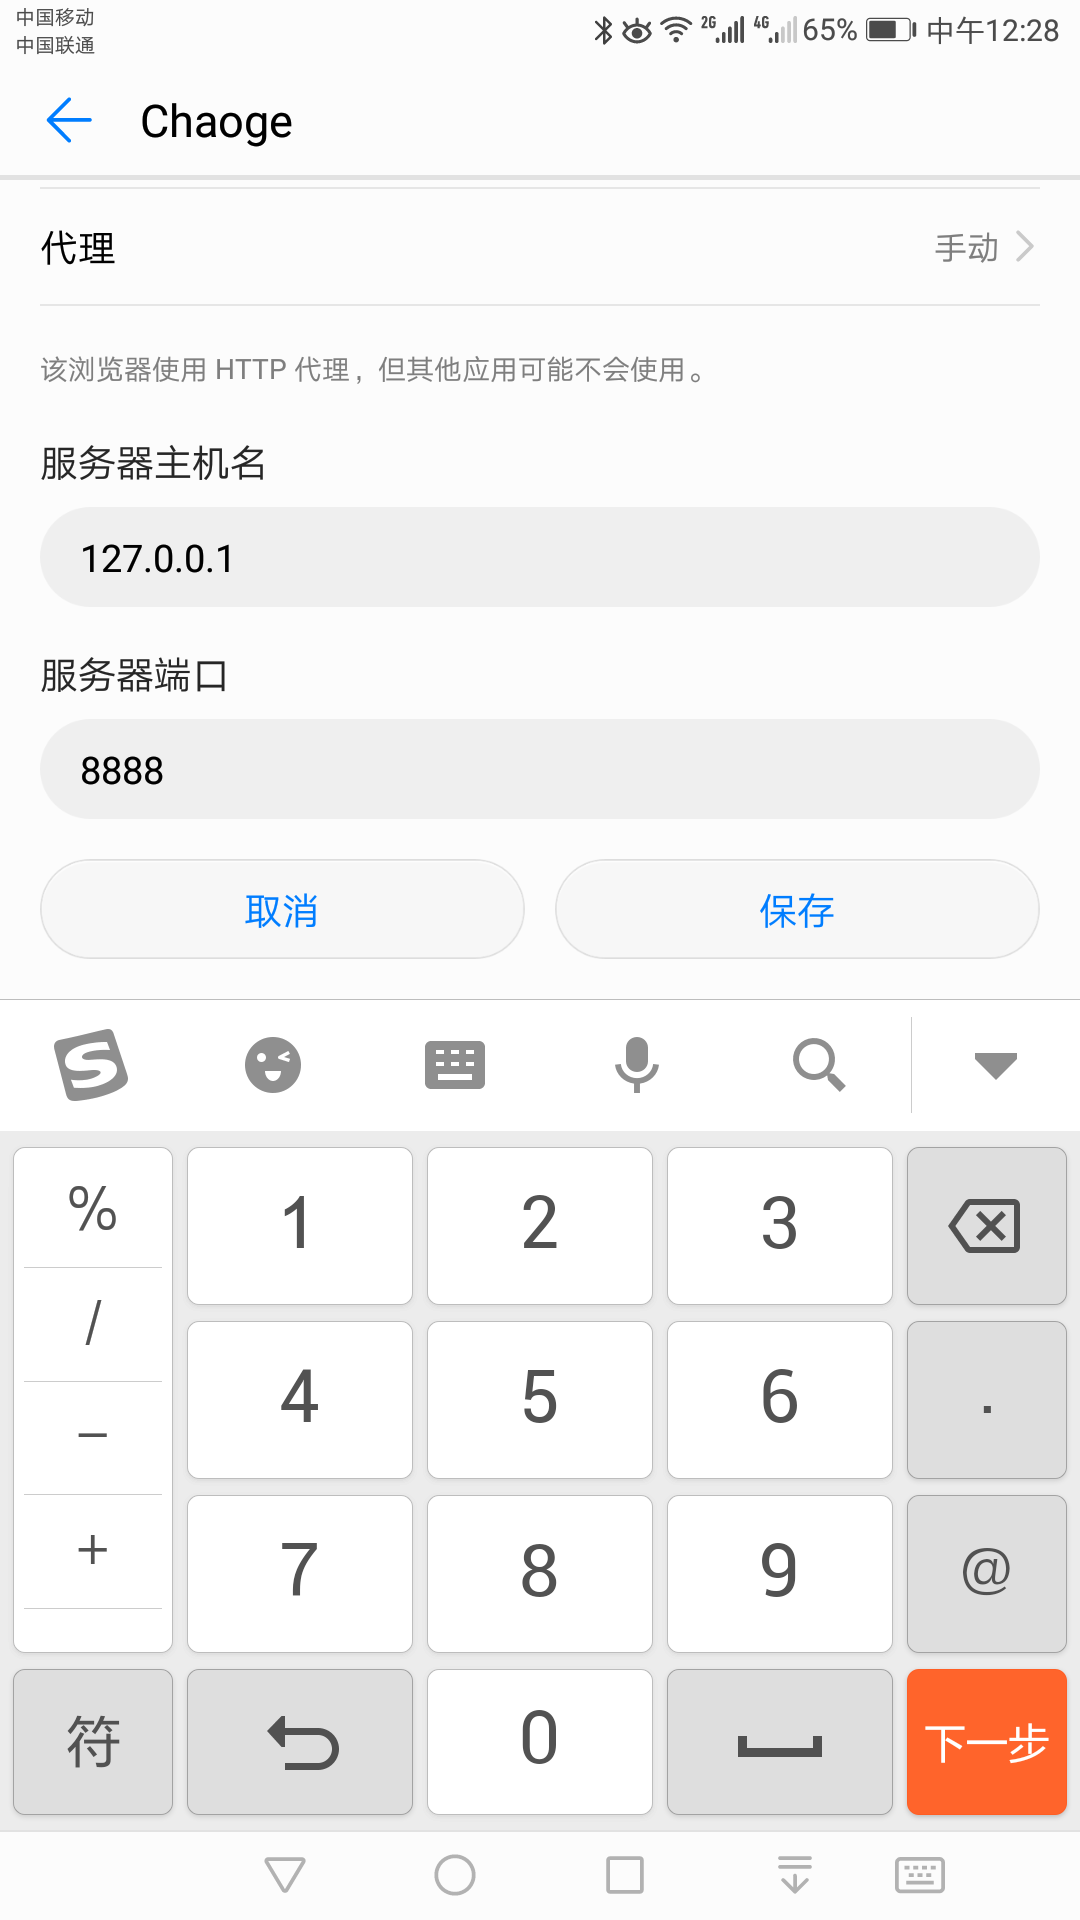 中国移动
中国联通
2G 4G 65% 中午12:28
Chaoge
代理 手动
该浏览器使用 HTTP 代理，但其他应用可能不会使用。
服务器主机名
127.0.0.1
服务器端口
8888
取消 保存
% 1 2 3
/ 4 5 6 .
− 7 8 9 @
+
符 0 下一步